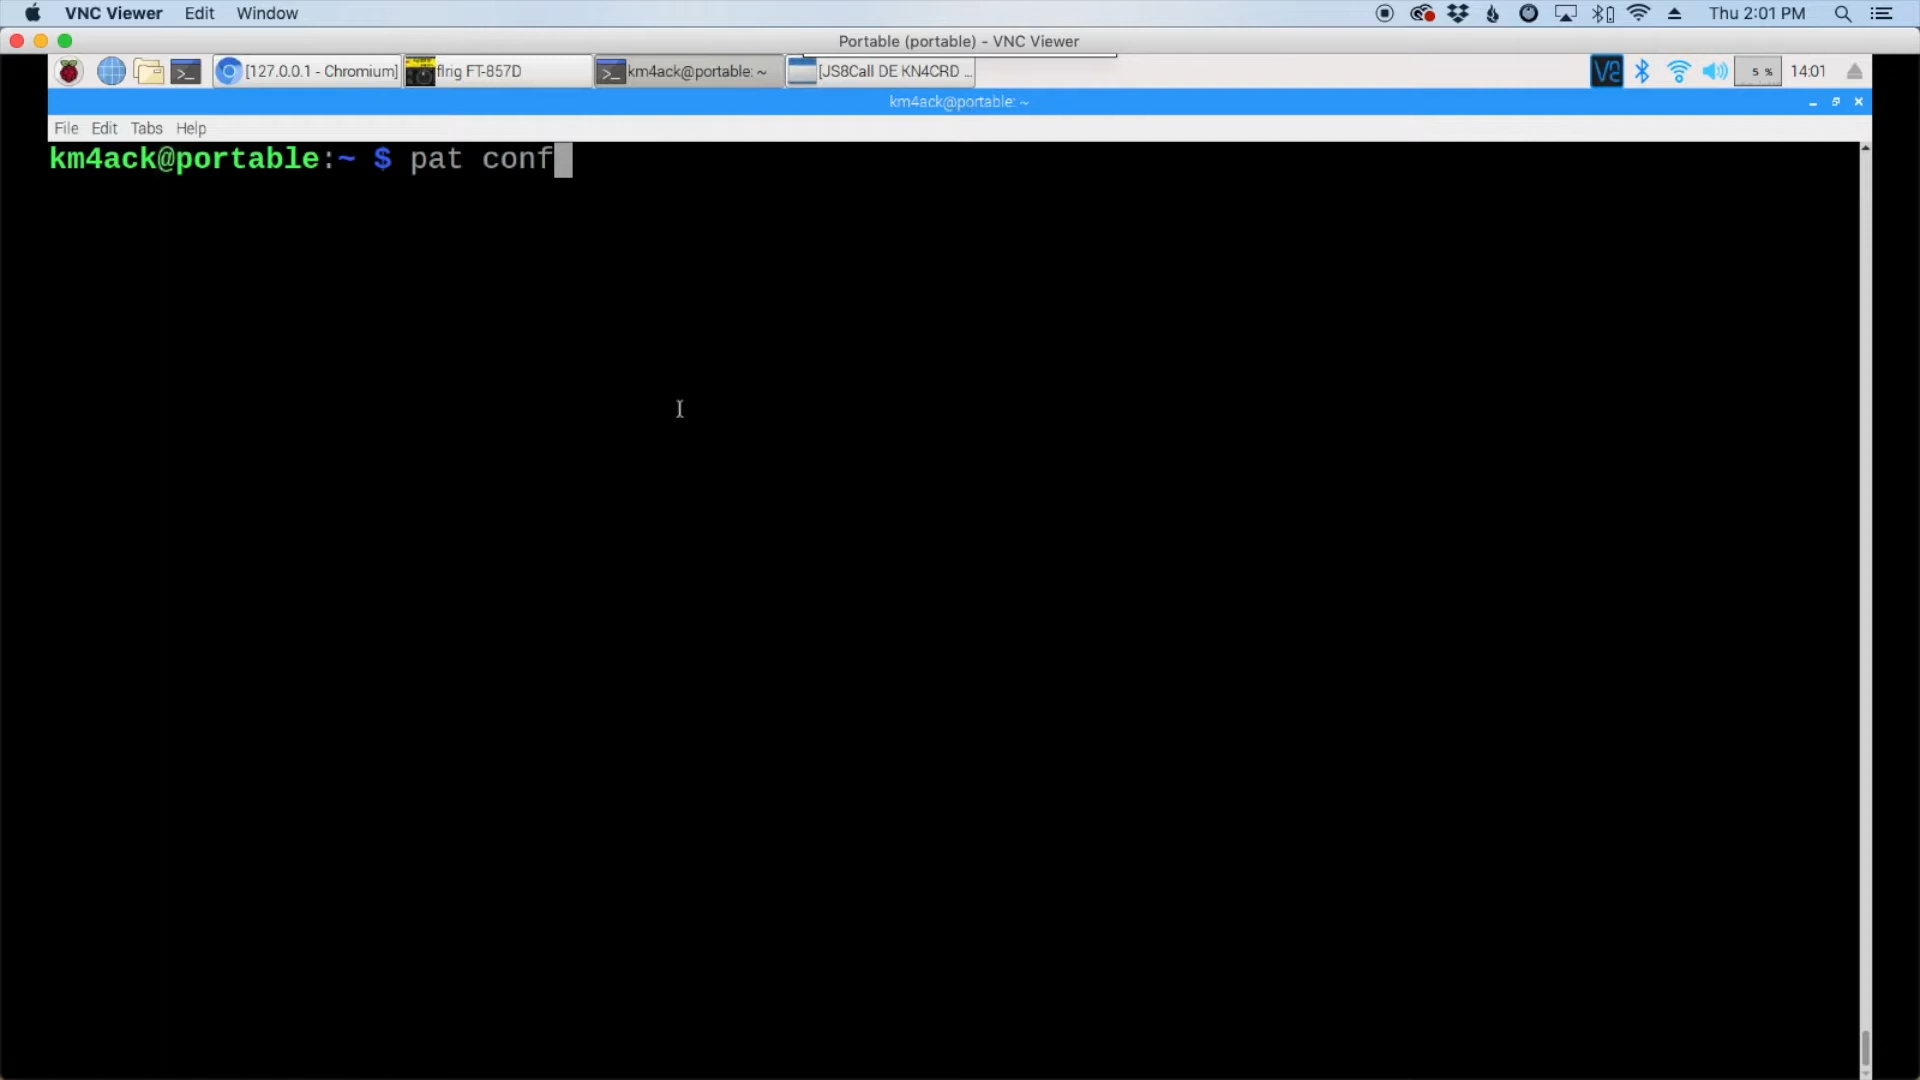 VNC Viewer Edit Window Thu 2:01 PM
Portable (portable) - VNC Viewer
[127.0.0.1 - Chromium] flrig FT-857D km4ack@portable: ~ [JS8Call DE KN4CRD ... 5 % 14:01
km4ack@portable: ~
File Edit Tabs Help
km4ack@portable:~ $ pat conf